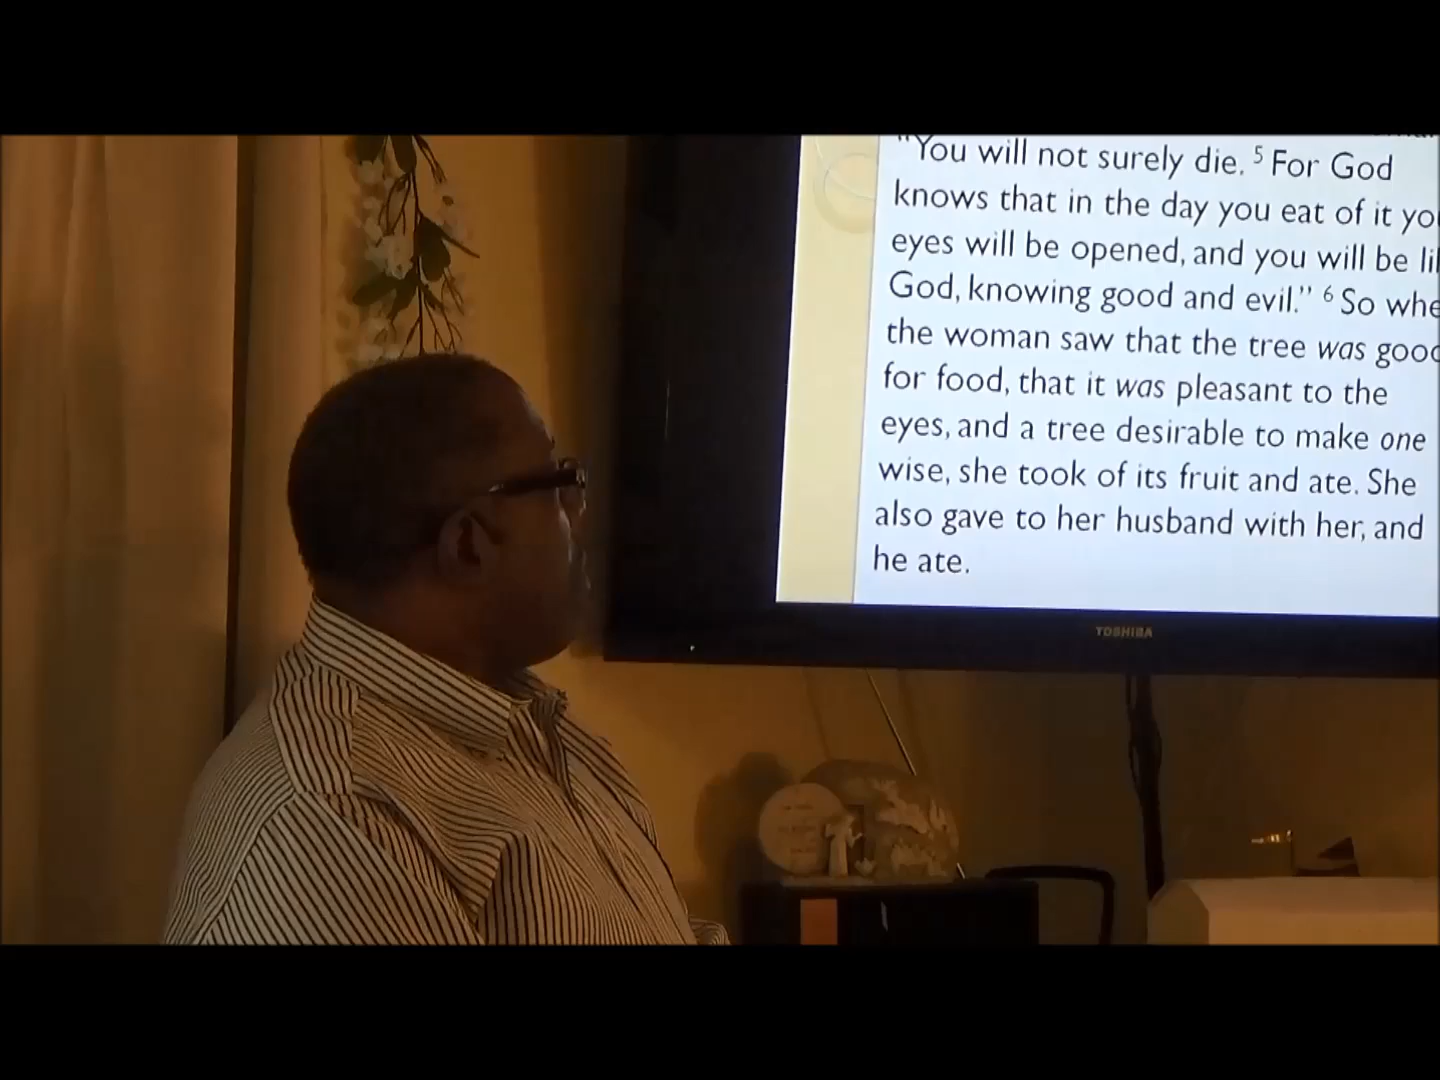 "You will not surely die. 5 For God
knows that in the day you eat of it yo
eyes will be opened, and you will be li
God, knowing good and evil." 6 So whe
the woman saw that the tree was good
for food, that it was pleasant to the
eyes, and a tree desirable to make one
wise, she took of its fruit and ate. She
also gave to her husband with her, and
he ate.
TOSHIBA